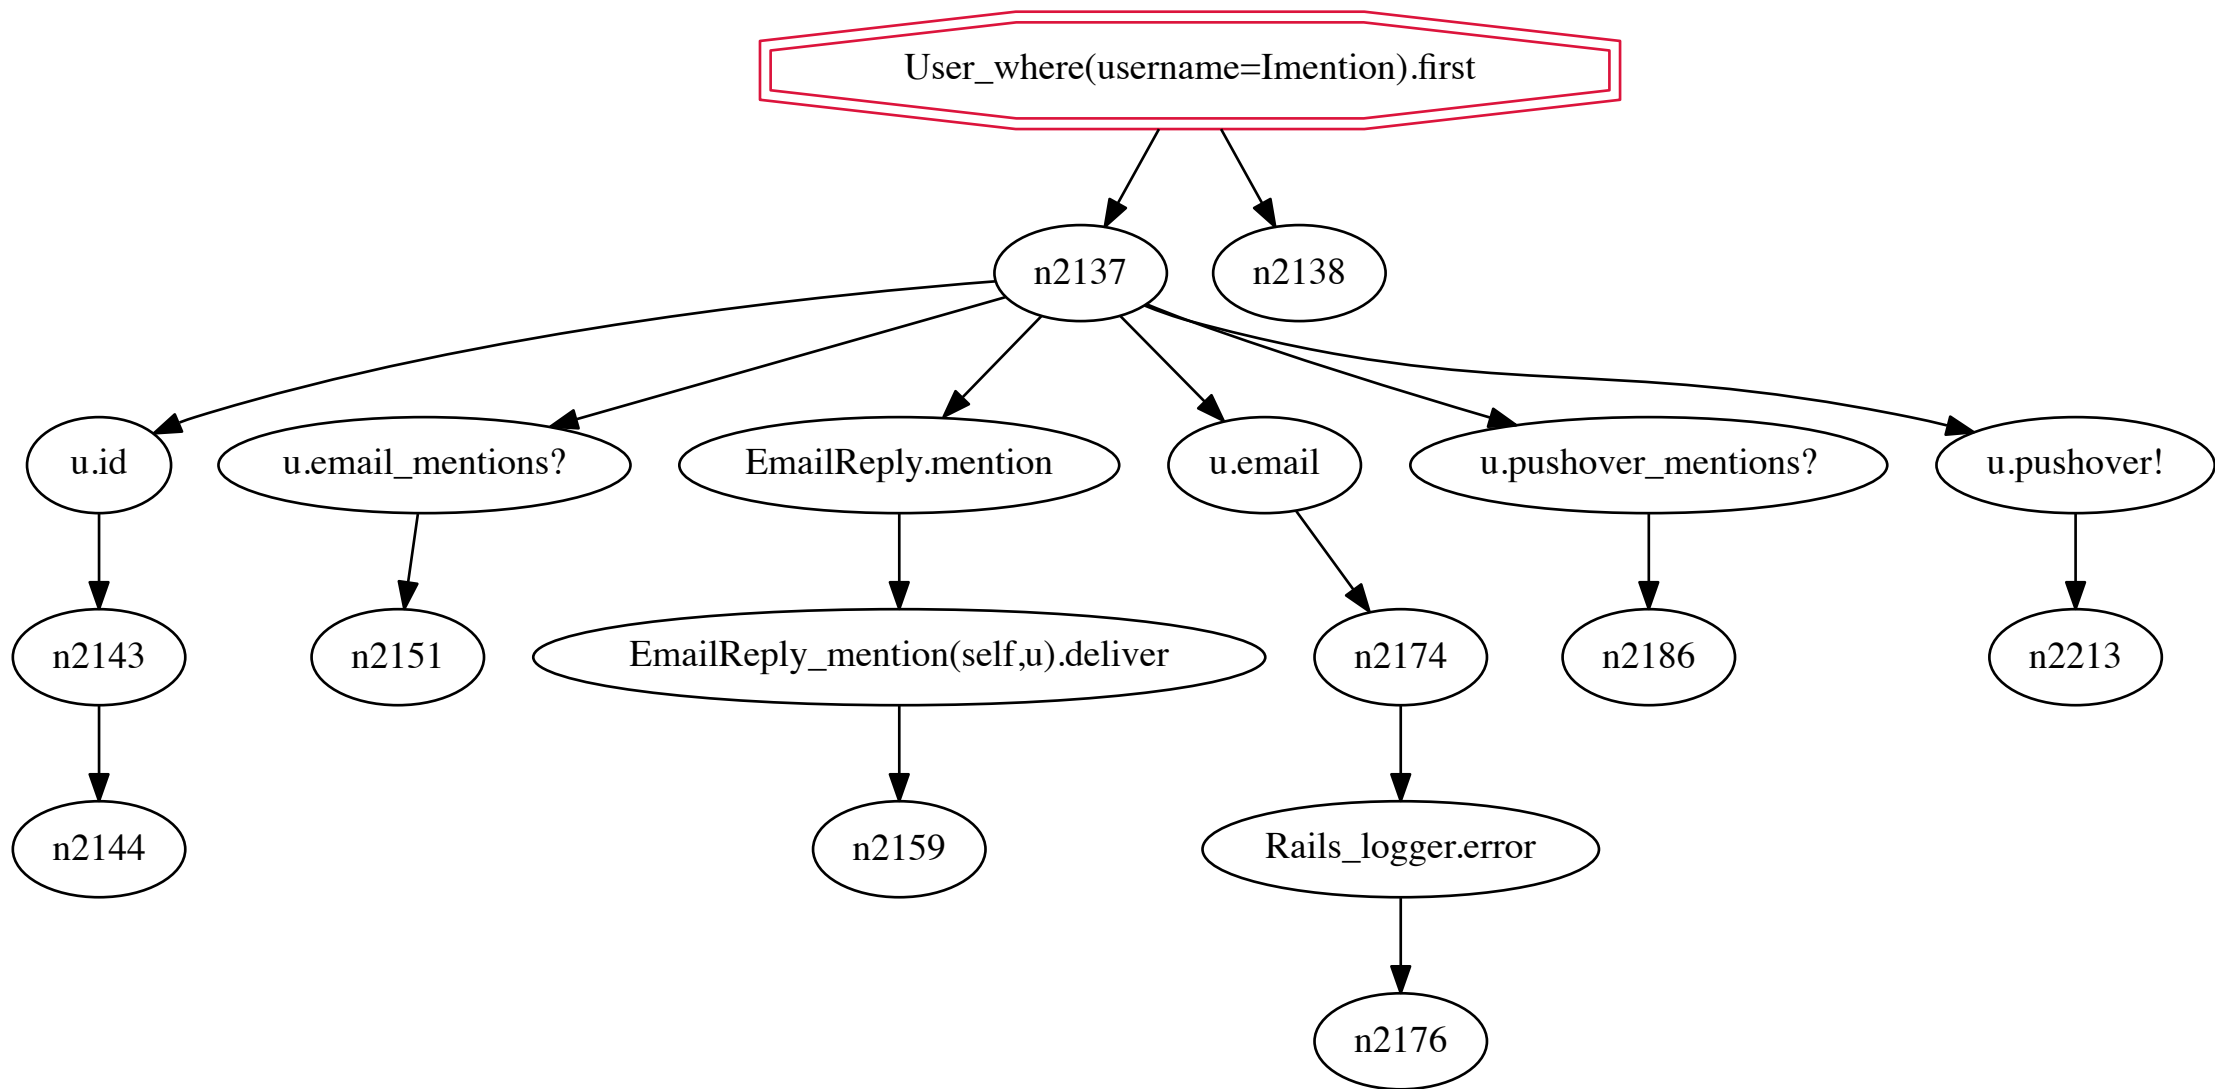 User_where(username=Imention).first
n2137
n2138
u.id
u.email_mentions?
EmailReply.mention
u.email
u.pushover_mentions?
u.pushover!
n2143
n2151
EmailReply_mention(self,u).deliver
n2174
n2186
n2213
n2144
n2159
Rails_logger.error
n2176